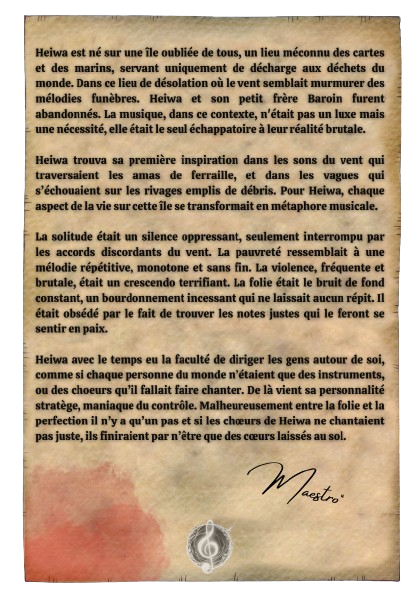 Heiwa est né sur une île oubliée de tous, un lieu méconnu des cartes
et des marins, servant uniquement de décharge aux déchets du
monde. Dans ce lieu de désolation où le vent semblait murmurer des
mélodies funèbres. Heiwa et son petit frère Baroin furent
abandonnés. La musique, dans ce contexte, n'était pas un luxe mais
une nécessité, elle était le seul échappatoire à leur réalité brutale.
Heiwa trouva sa première inspiration dans les sons du vent qui
traversaient les amas de ferraille, et dans les vagues qui
s'échouaient sur les rivages emplis de débris. Pour Heiwa, chaque
aspect de la vie sur cette île se transformait en métaphore musicale.
La solitude était un silence oppressant, seulement interrompu par
les accords discordants du vent. La pauvreté ressemblait à une
mélodie répétitive, monotone et sans fin. La violence, fréquente et
brutale, était un crescendo terrifiant. La folie était le bruit de fond
constant, un bourdonnement incessant qui ne laissait aucun répit. Il
était obsédé par le fait de trouver les notes justes qui le feront se
sentir en paix.
Heiwa avec le temps eu la faculté de diriger les gens autour de soi,
comme si chaque personne du monde n'étaient que des instruments,
ou des choeurs qu'il fallait faire chanter. De là vient sa personnalité
stratège, maniaque du contrôle. Malheureusement entre la folie et la
perfection il n'y a qu'un pas et si les chœurs de Heiwa ne chantaient
pas juste, ils finiraient par n'être que des cœurs laissés au sol.
Maestro"